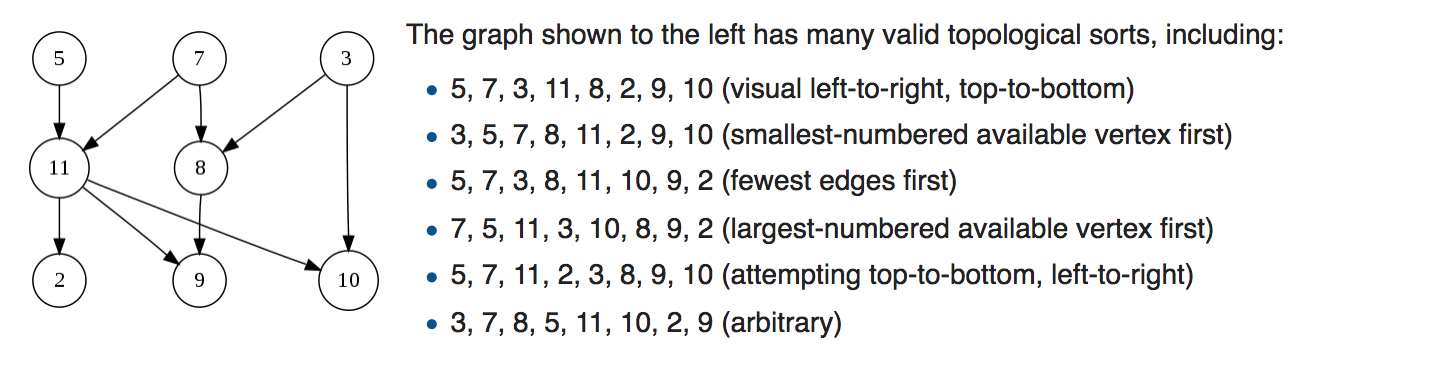 5 7 3
The graph shown to the left has many valid topological sorts, including:
• 5, 7, 3, 11, 8, 2, 9, 10 (visual left-to-right, top-to-bottom)
• 3, 5, 7, 8, 11, 2, 9, 10 (smallest-numbered available vertex first)
11 8
• 5, 7, 3, 8, 11, 10, 9, 2 (fewest edges first)
• 7, 5, 11, 3, 10, 8, 9, 2 (largest-numbered available vertex first)
2 9 10
• 5, 7, 11, 2, 3, 8, 9, 10 (attempting top-to-bottom, left-to-right)
• 3, 7, 8, 5, 11, 10, 2, 9 (arbitrary)